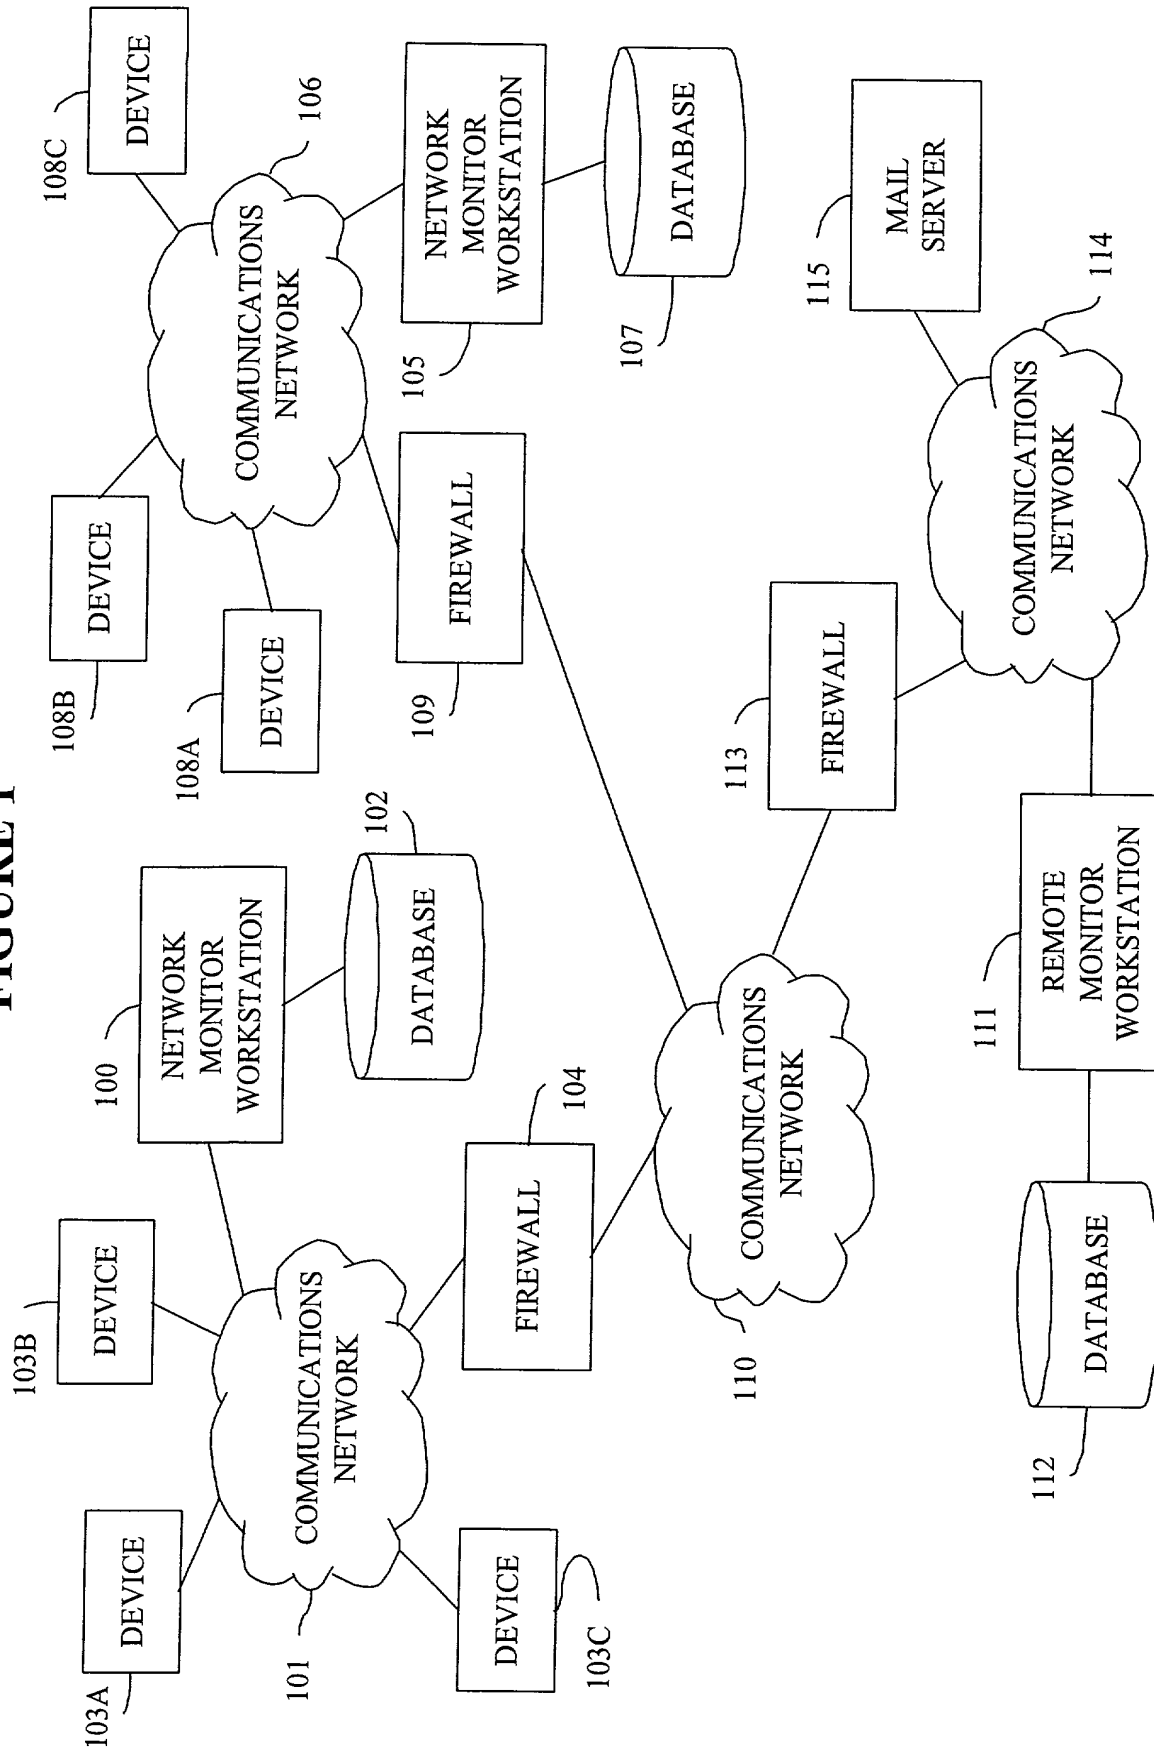 FIGURE 1
103A
DEVICE
103B
DEVICE
100
NETWORK
MONITOR
WORKSTATION
102
DATABASE
101
COMMUNICATIONS
NETWORK
103C
DEVICE
104
FIREWALL
108B
DEVICE
108A
DEVICE
108C
DEVICE
106
COMMUNICATIONS
NETWORK
109
FIREWALL
105
NETWORK
MONITOR
WORKSTATION
107
DATABASE
110
COMMUNICATIONS
NETWORK
113
FIREWALL
115
MAIL
SERVER
114
COMMUNICATIONS
NETWORK
111
REMOTE
MONITOR
WORKSTATION
112
DATABASE